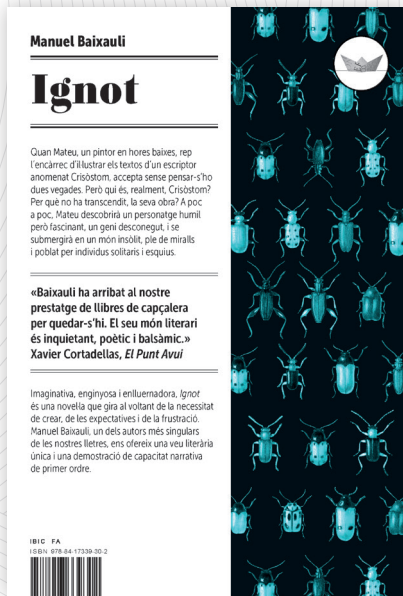 Manuel Baixauli
Ignot
Quan Mateu, un pintor en hores baixes, rep
l'encàrrec d'il·lustrar els textos d'un escriptor
anomenat Crisòstom, accepta sense pensar-s'ho
dues vegades. Però qui és, realment, Crisòstom?
Per què no ha transcendit, la seva obra? A poc
a poc, Mateu descobrirà un personatge humil
però fascinant, un geni desconegut, i se
submergirà en un món insòlit, ple de miralls
i poblat per individus solitaris i esquius.
«Baixauli ha arribat al nostre
prestatge de llibres de capçalera
per quedar-s'hi. El seu món literari
és inquietant, poètic i balsàmic.»
Xavier Cortadellas, El Punt Avui
Imaginativa, enginyosa i enlluernadora, Ignot
és una novel·la que gira al voltant de la necessitat
de crear, de les expectatives i de la frustració.
Manuel Baixauli, un dels autors més singulars
de les nostres lletres, ens ofereix una veu literària
única i una demostració de capacitat narrativa
de primer ordre.
IBIC FA
ISBN 978-84-17339-30-2